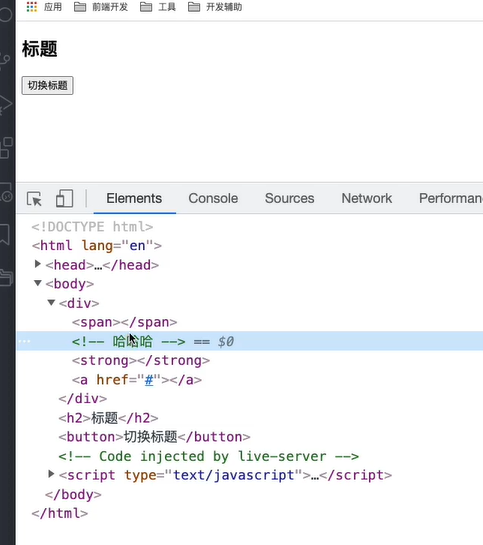 应用 前端开发 工具 开发辅助
标题
切换标题
Elements Console Sources Network Performan
<!DOCTYPE html>
<html lang="en">
<head>…</head>
<body>
<div>
<span></span>
<!-- 哈哈哈 --> == $0
<strong></strong>
<a href="#"></a>
</div>
<h2>标题</h2>
<button>切换标题</button>
<!-- Code injected by live-server -->
<script type="text/javascript">…</script>
</body>
</html>